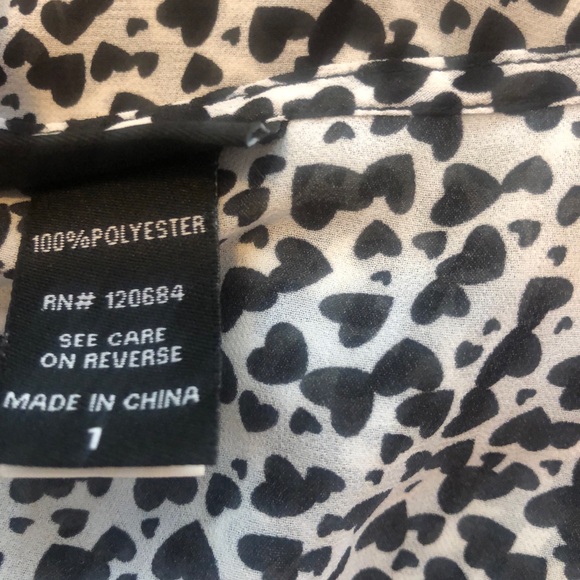 100%POLYESTER
RN# 120684
SEE CARE
ON REVERSE
MADE IN CHINA
1